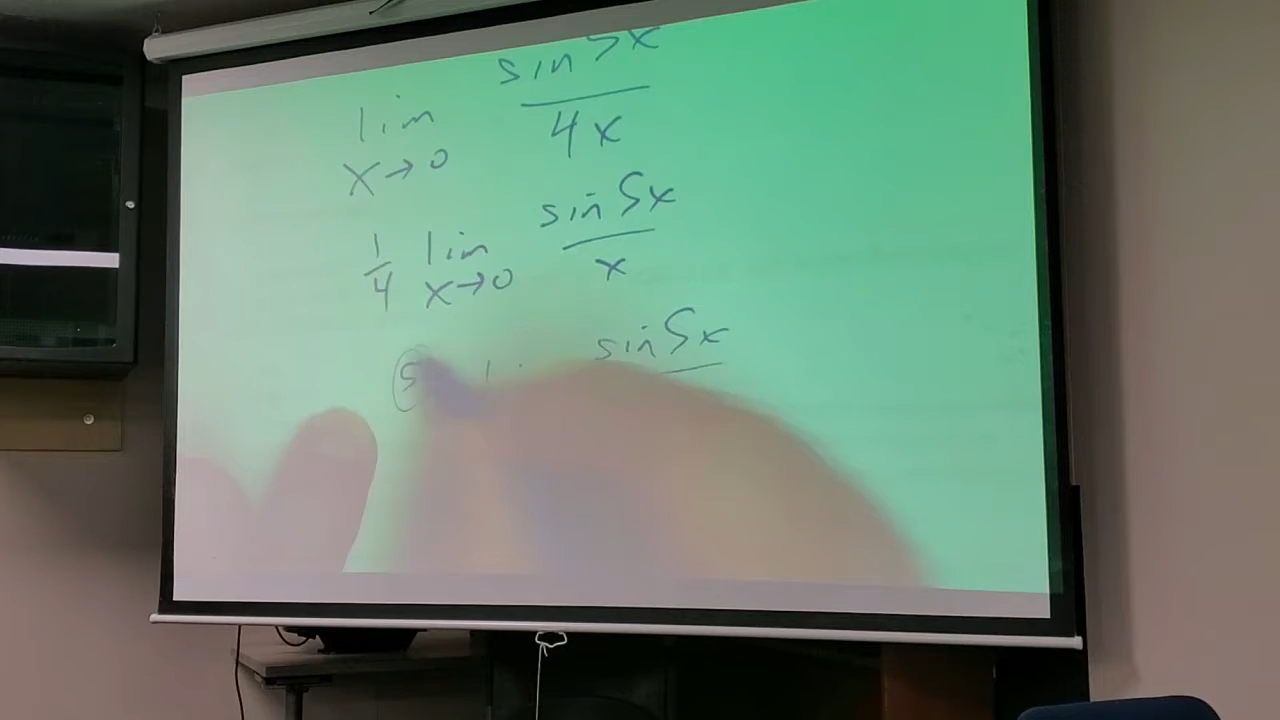 sin 5x
lim
4x
x→0
sin 5x
1/4 lim
x→0
x
sin 5x
(5